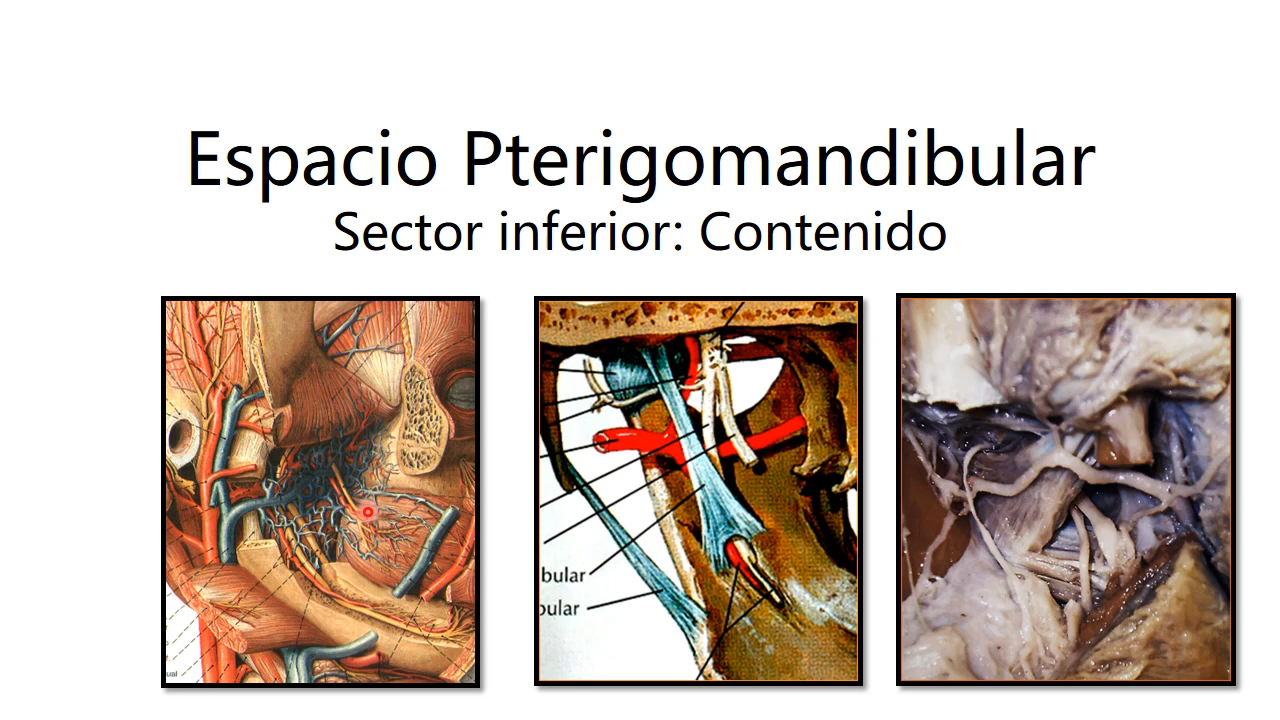 Espacio Pterigomandibular
Sector inferior: Contenido
bular
bular